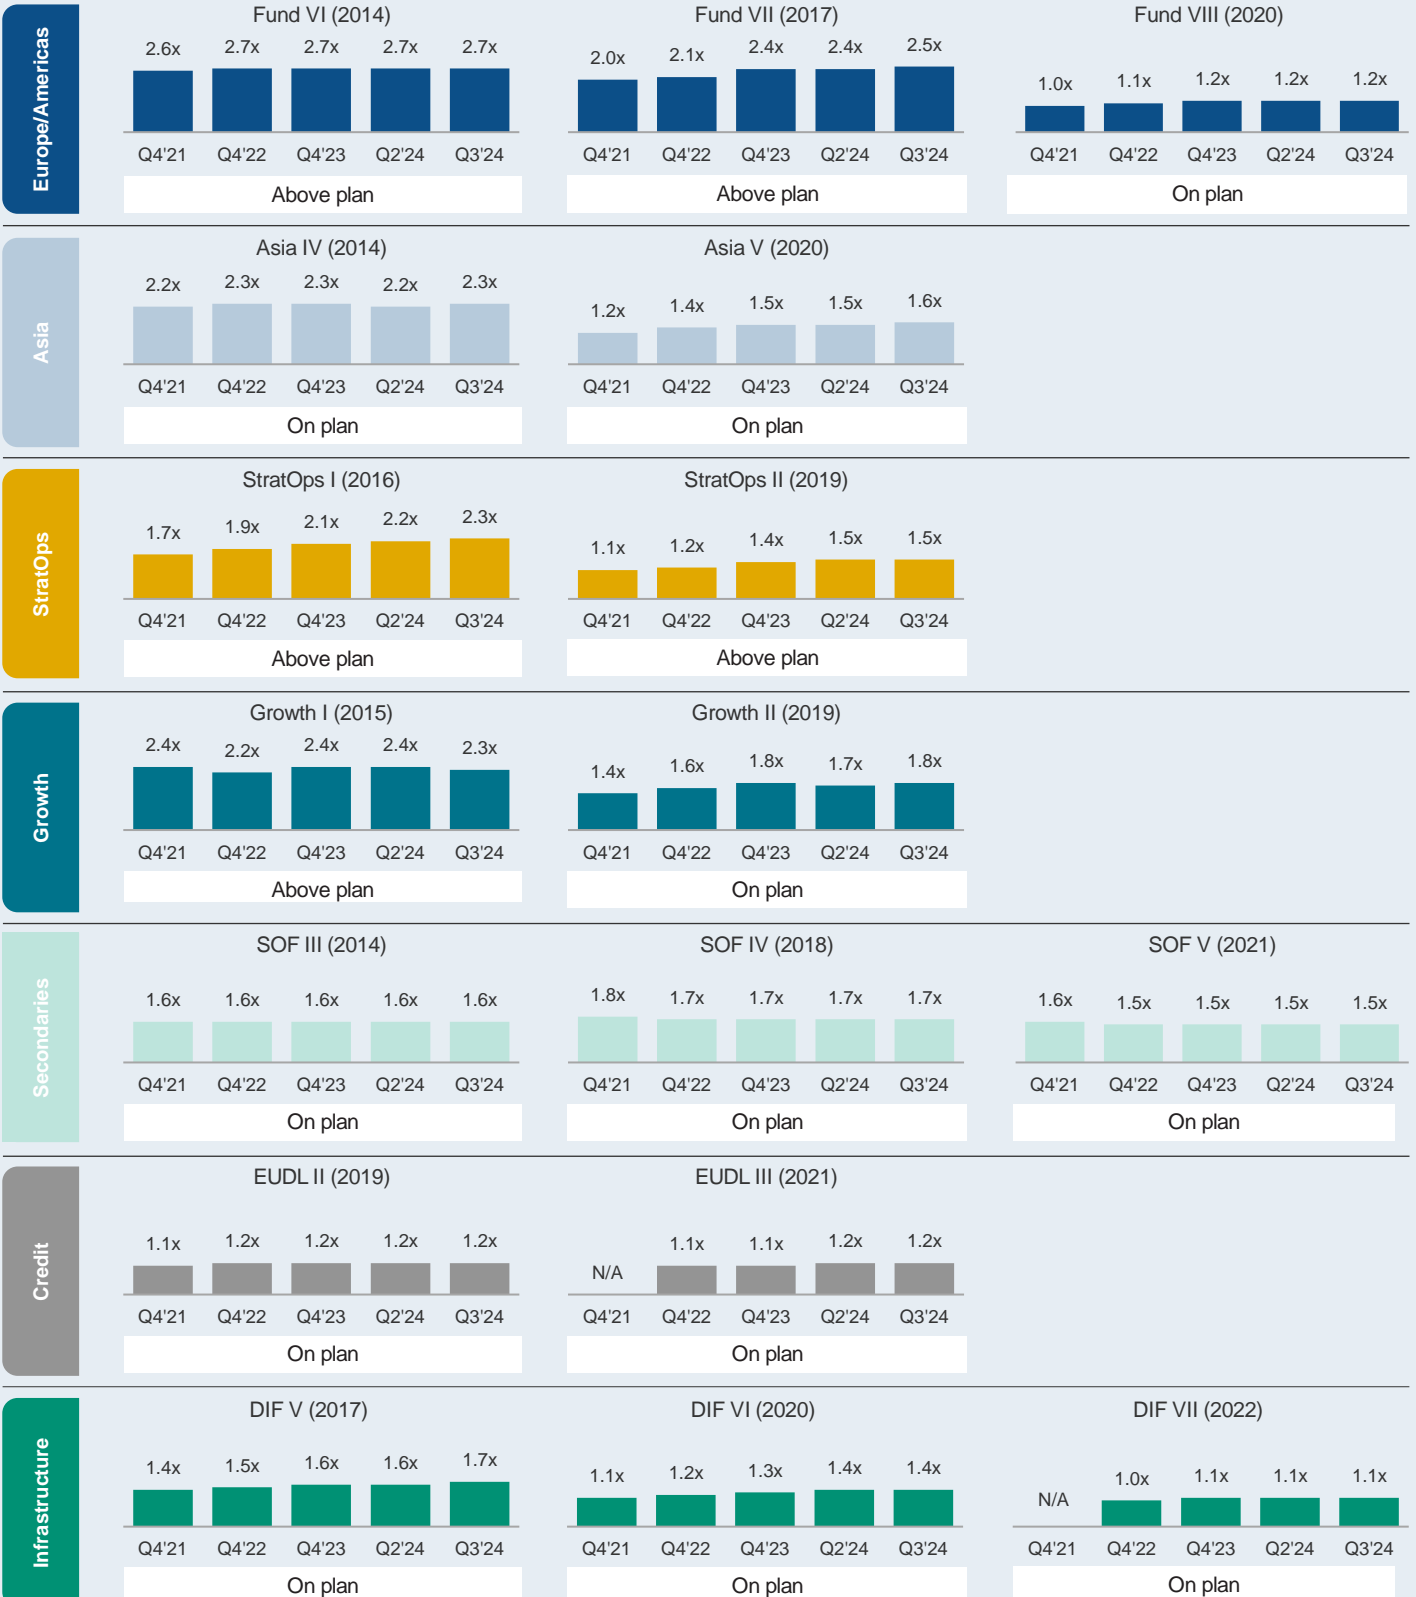 Europe/Americas
Fund VI (2014)
2.6x 2.7x 2.7x 2.7x 2.7x
Q4'21 Q4'22 Q4'23 Q2'24 Q3'24
Above plan
Fund VII (2017)
2.0x 2.1x 2.4x 2.4x 2.5x
Q4'21 Q4'22 Q4'23 Q2'24 Q3'24
Above plan
Fund VIII (2020)
1.0x 1.1x 1.2x 1.2x 1.2x
Q4'21 Q4'22 Q4'23 Q2'24 Q3'24
On plan
Asia
Asia IV (2014)
2.2x 2.3x 2.3x 2.2x 2.3x
Q4'21 Q4'22 Q4'23 Q2'24 Q3'24
On plan
Asia V (2020)
1.2x 1.4x 1.5x 1.5x 1.6x
Q4'21 Q4'22 Q4'23 Q2'24 Q3'24
On plan
StratOps
StratOps I (2016)
1.7x 1.9x 2.1x 2.2x 2.3x
Q4'21 Q4'22 Q4'23 Q2'24 Q3'24
Above plan
StratOps II (2019)
1.1x 1.2x 1.4x 1.5x 1.5x
Q4'21 Q4'22 Q4'23 Q2'24 Q3'24
Above plan
Growth
Growth I (2015)
2.4x 2.2x 2.4x 2.4x 2.3x
Q4'21 Q4'22 Q4'23 Q2'24 Q3'24
Above plan
Growth II (2019)
1.4x 1.6x 1.8x 1.7x 1.8x
Q4'21 Q4'22 Q4'23 Q2'24 Q3'24
On plan
Secondaries
SOF III (2014)
1.6x 1.6x 1.6x 1.6x 1.6x
Q4'21 Q4'22 Q4'23 Q2'24 Q3'24
On plan
SOF IV (2018)
1.8x 1.7x 1.7x 1.7x 1.7x
Q4'21 Q4'22 Q4'23 Q2'24 Q3'24
On plan
SOF V (2021)
1.6x 1.5x 1.5x 1.5x 1.5x
Q4'21 Q4'22 Q4'23 Q2'24 Q3'24
On plan
Credit
EUDL II (2019)
1.1x 1.2x 1.2x 1.2x 1.2x
Q4'21 Q4'22 Q4'23 Q2'24 Q3'24
On plan
EUDL III (2021)
N/A 1.1x 1.1x 1.2x 1.2x
Q4'21 Q4'22 Q4'23 Q2'24 Q3'24
On plan
Infrastructure
DIF V (2017)
1.4x 1.5x 1.6x 1.6x 1.7x
Q4'21 Q4'22 Q4'23 Q2'24 Q3'24
On plan
DIF VI (2020)
1.1x 1.2x 1.3x 1.4x 1.4x
Q4'21 Q4'22 Q4'23 Q2'24 Q3'24
On plan
DIF VII (2022)
N/A 1.0x 1.1x 1.1x 1.1x
Q4'21 Q4'22 Q4'23 Q2'24 Q3'24
On plan